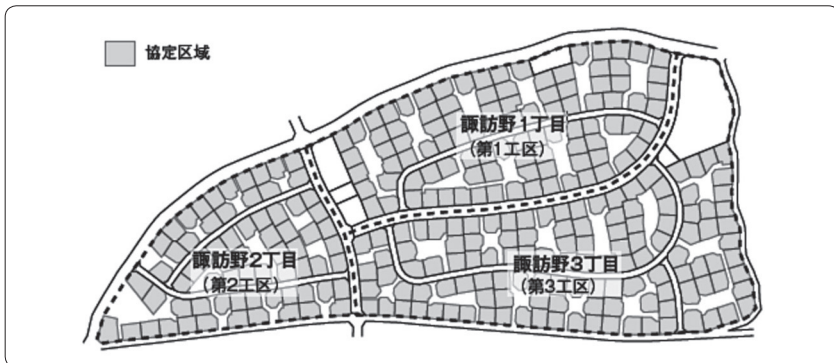 協定区域
諏訪野1丁目
(第1工区)
諏訪野2丁目
(第2工区)
諏訪野3丁目
(第3工区)